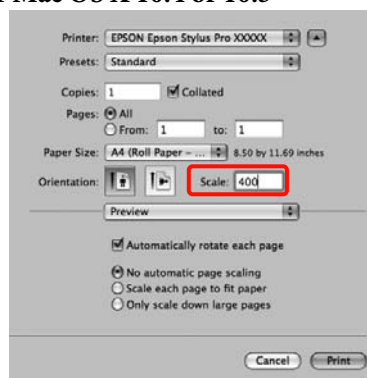 Mac OS X 10.4 or 10.5
Printer: EPSON Epson Stylus Pro XXXXX
Presets: Standard
Copies: 1 Collated
Pages: All
From: 1 to: 1
Paper Size: A4 (Roll Paper – ... 8.50 by 11.69 inches
Orientation: Scale: 400
Preview
Automatically rotate each page
No automatic page scaling
Scale each page to fit paper
Only scale down large pages
Cancel Print